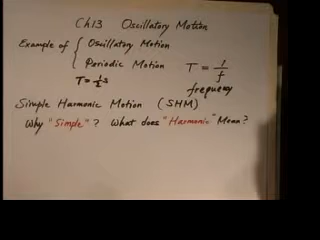 Ch13 Oscillatory Motion
Example of { Oscillatory Motion
Periodic Motion T = 1/f
T = 1/2 s
frequency
Simple Harmonic Motion (SHM)
Why "Simple"? What does "Harmonic" Mean?